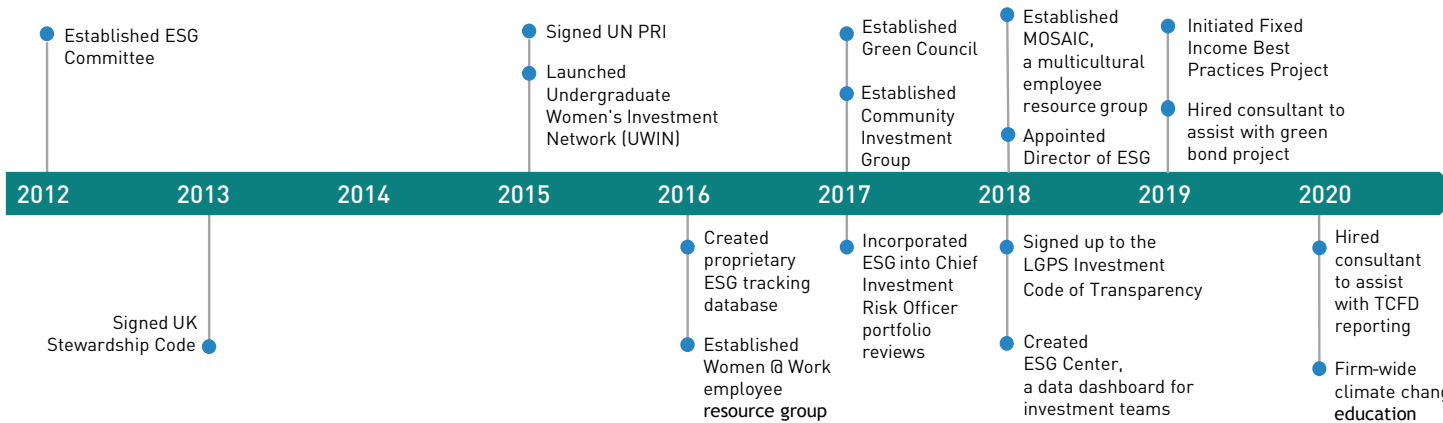 Established ESG
Committee
Signed UN PRI
Launched
Undergraduate
Women's Investment
Network (UWIN)
Established
Green Council
Established
Community
Investment
Group
Established
MOSAIC,
a multicultural
employee
resource group
Appointed
Director of ESG
Initiated Fixed
Income Best
Practices Project
Hired consultant to
assist with green
bond project
2012 2013 2014 2015 2016 2017 2018 2019 2020
Signed UK
Stewardship Code
Created
proprietary
ESG tracking
database
Established
Women @ Work
employee
resource group
Incorporated
ESG into Chief
Investment
Risk Officer
portfolio
reviews
Signed up to the
LGPS Investment
Code of Transparency
Created
ESG Center,
a data dashboard for
investment teams
Hired
consultant
to assist
with TCFD
reporting
Firm-wide
climate chang
education